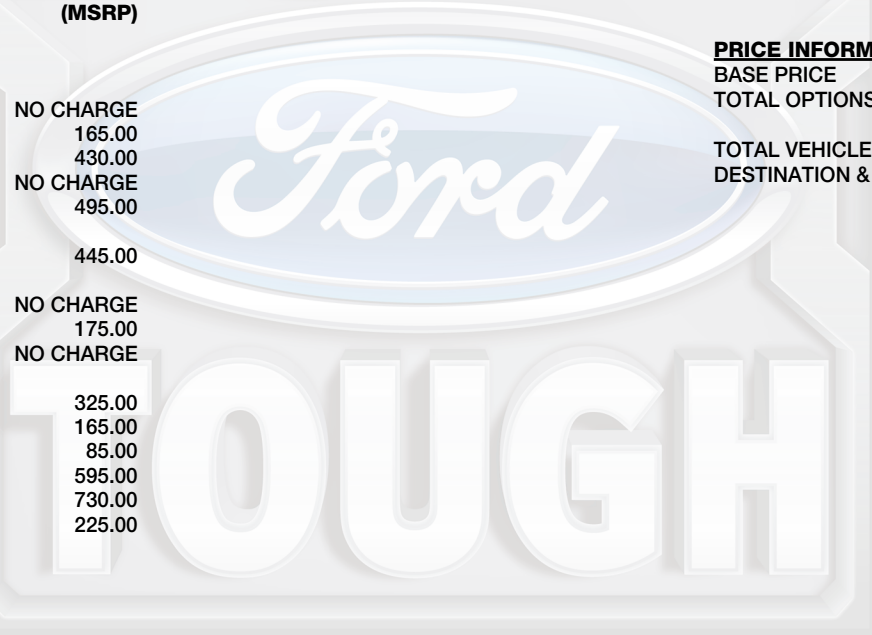 (MSRP)
NO CHARGE
165.00
430.00
NO CHARGE
495.00
445.00
NO CHARGE
175.00
NO CHARGE
325.00
165.00
85.00
595.00
730.00
225.00
PRICE INFORM
BASE PRICE
TOTAL OPTIONS
TOTAL VEHICLE
DESTINATION &
Ford
TOUGH